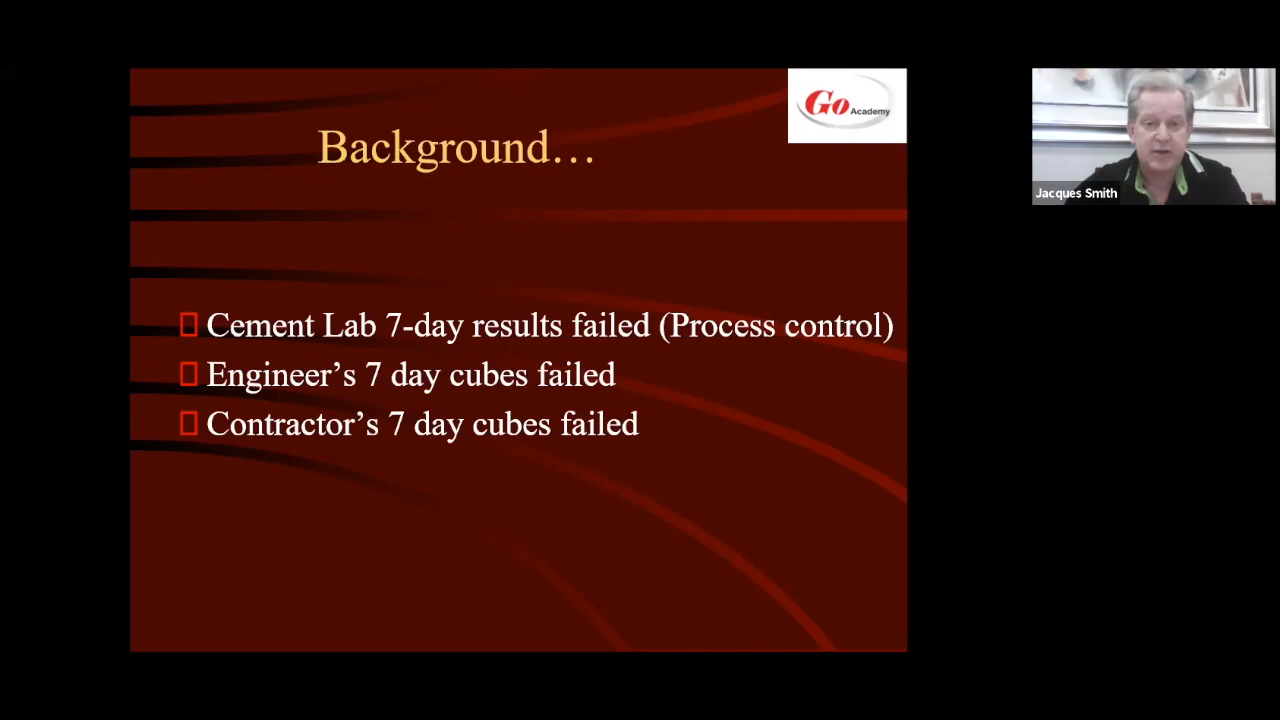 Background…
Go Academy
Cement Lab 7-day results failed (Process control)
Engineer’s 7 day cubes failed
Contractor’s 7 day cubes failed
Jacques Smith